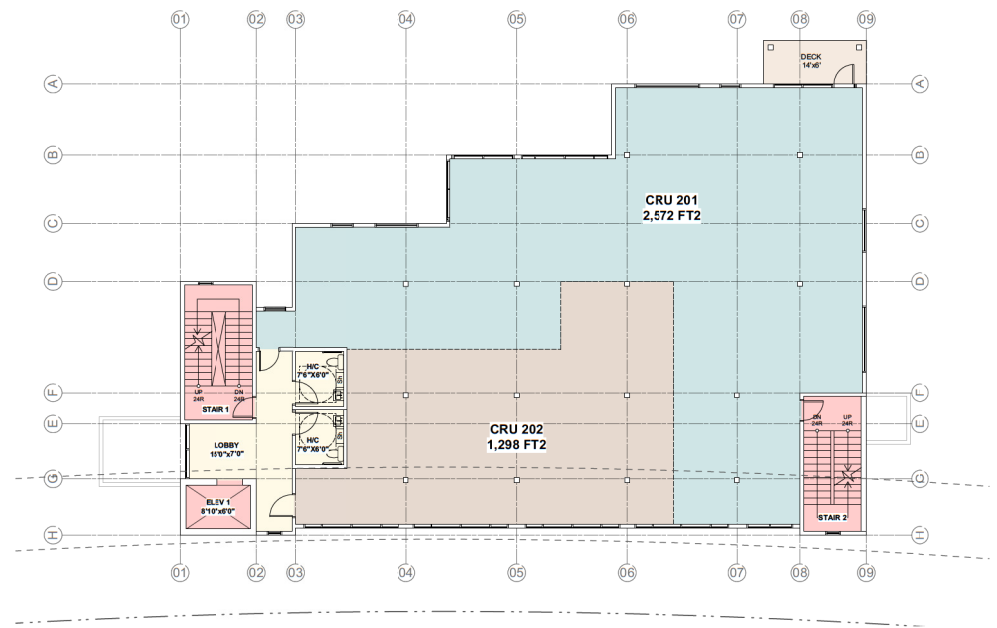 01 02 03 04 05 06 07 08 09
DECK
14'x6'
A A
B B
CRU 201
2,572 FT2
C C
D D
H/C
7'6"X6'0"
Sh
UP
24R
DN
24R
STAIR 1
F F
DN
24R
UP
24R
E E
CRU 202
1,298 FT2
LOBBY
15'0"x7'0"
H/C
7'6"X6'0"
Sh
G G
ELEV 1
8'10"x6'0"
STAIR 2
H H
01 02 03 04 05 06 07 08 09